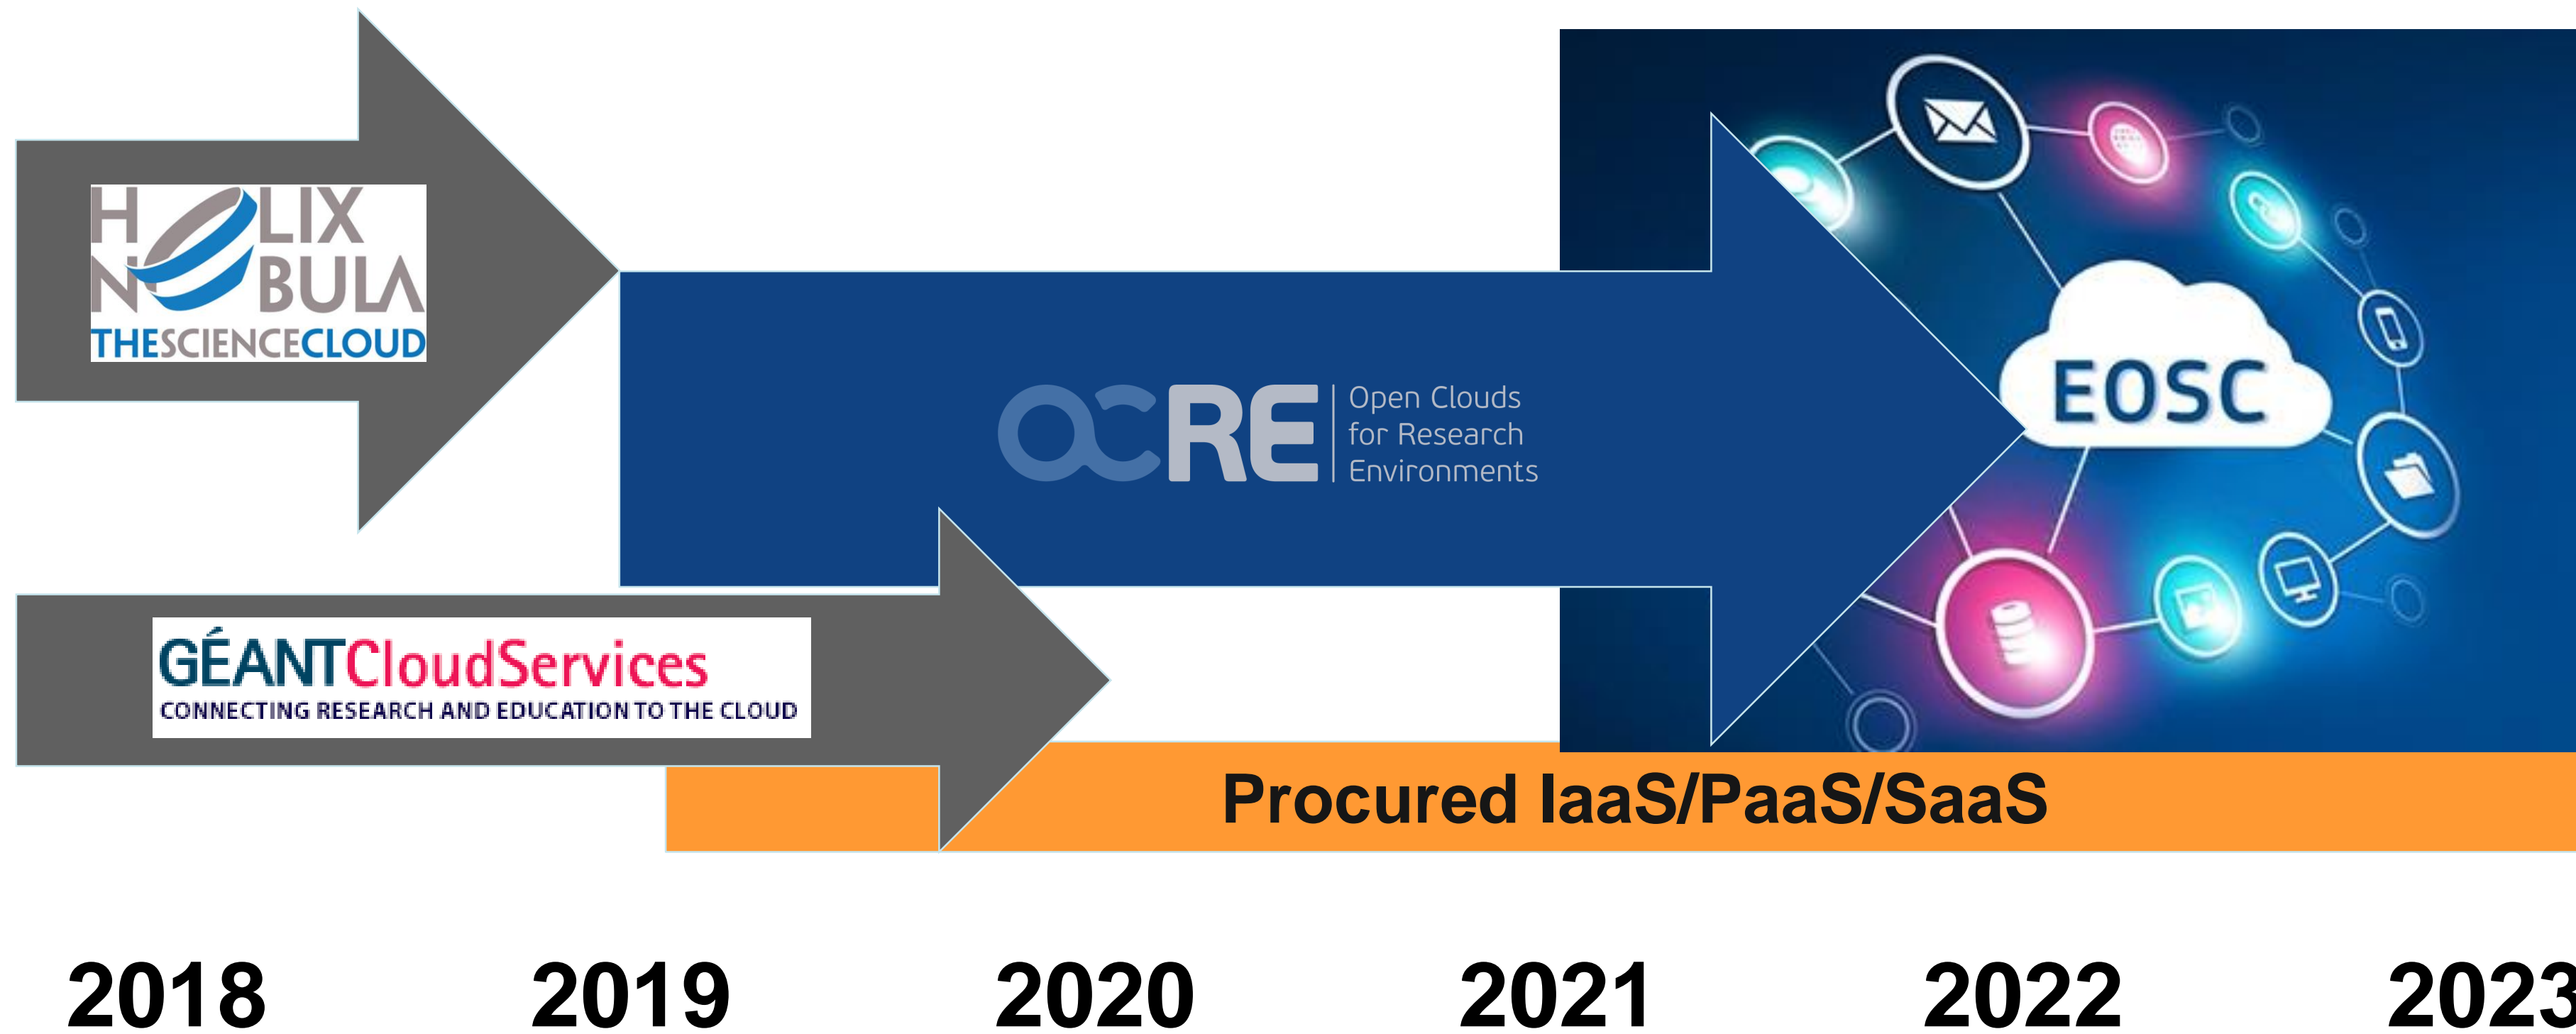 HELIX
NEBULA
THESCIENCECLOUD
OCRE
Open Clouds
for Research
Environments
EOSC
GÉANTCloudServices
CONNECTING RESEARCH AND EDUCATION TO THE CLOUD
Procured IaaS/PaaS/SaaS
2018 2019 2020 2021 2022 2023